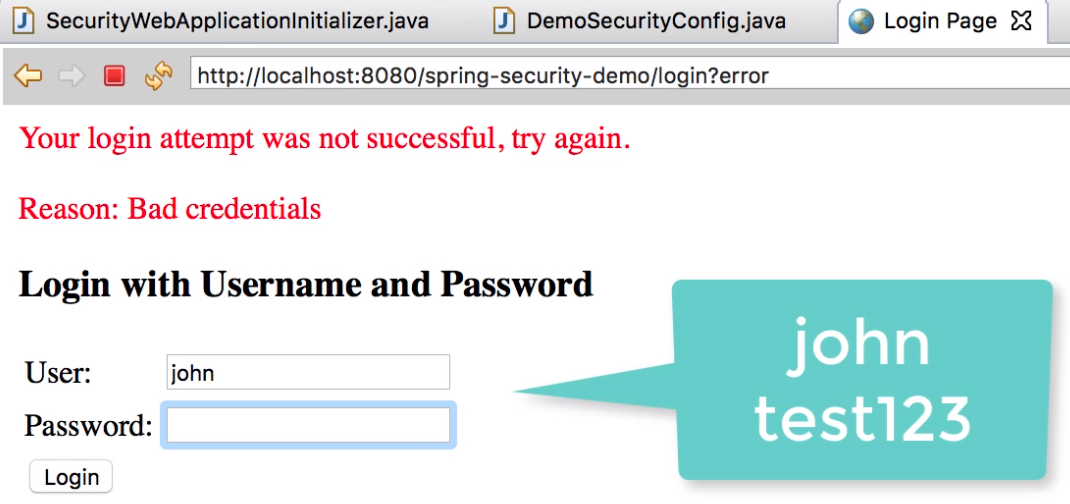 SecurityWebApplicationInitializer.java
DemoSecurityConfig.java
Login Page
http://localhost:8080/spring-security-demo/login?error
Your login attempt was not successful, try again.
Reason: Bad credentials
Login with Username and Password
User: john
Password:
Login
john
test123